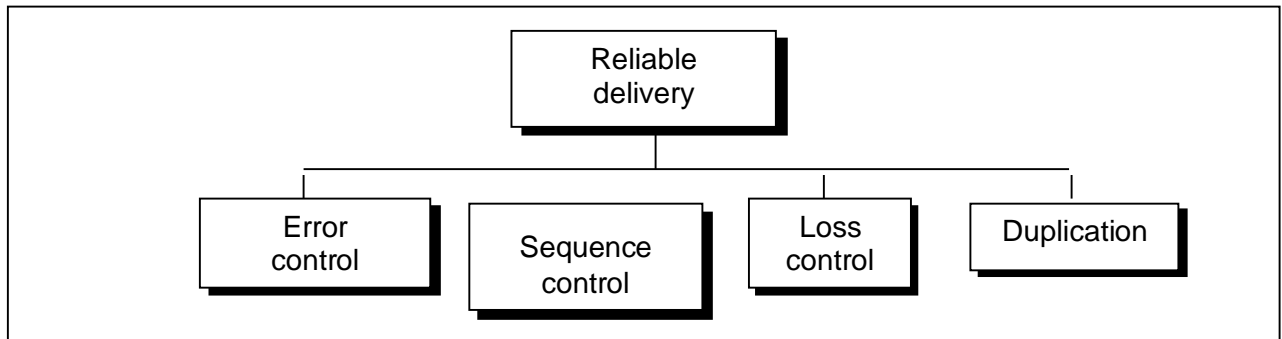 Reliable
delivery
Error
control
Sequence
control
Loss
control
Duplication